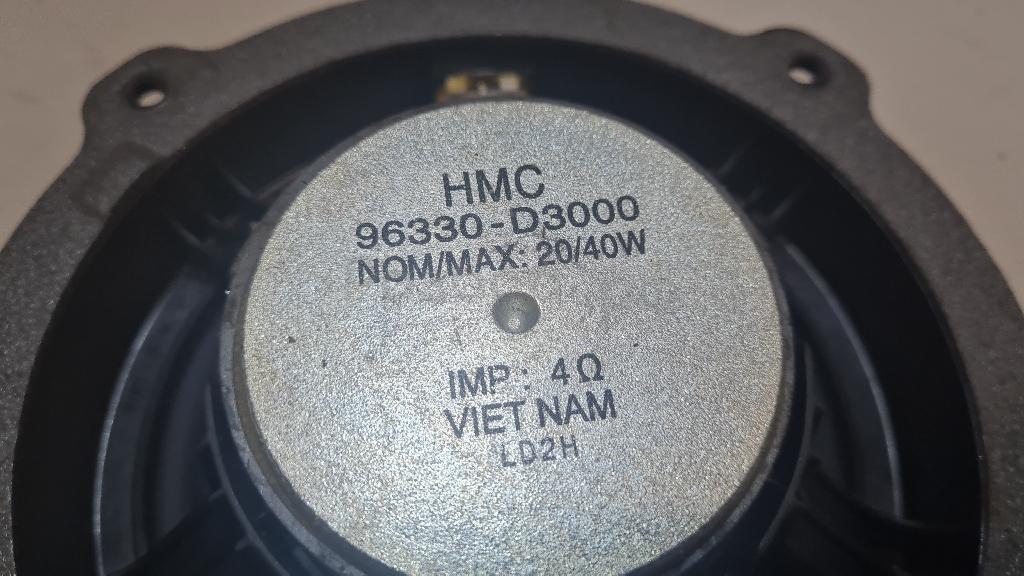 HMC
96330-D3000
NOM/MAX: 20/40W
IMP: 4Ω
VIET NAM
LD2H